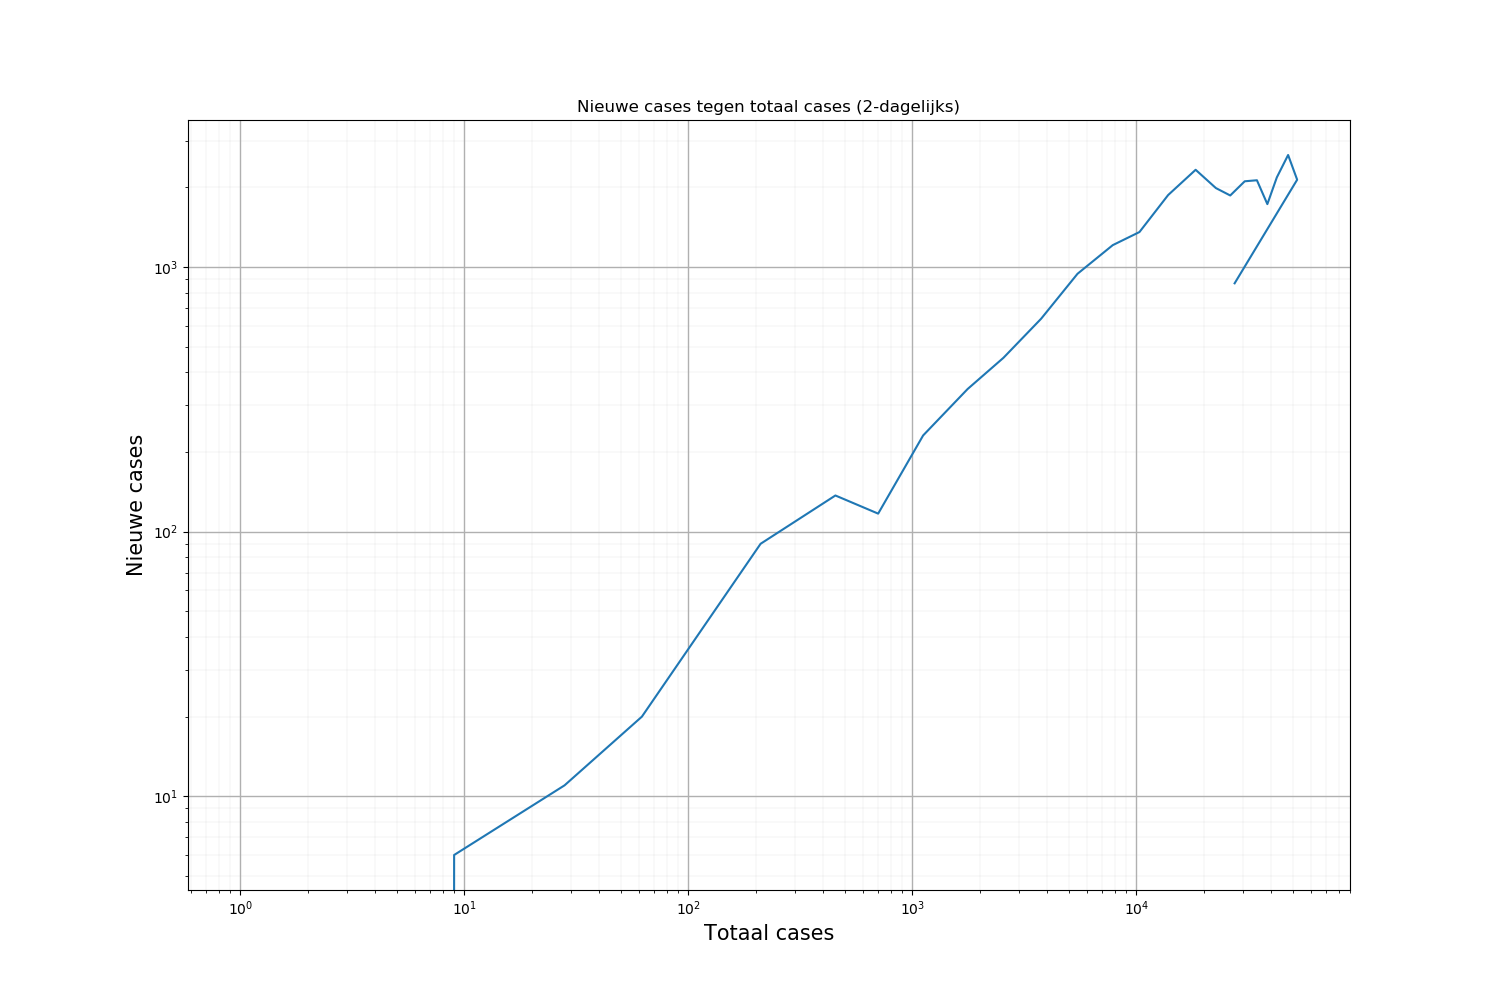 Nieuwe cases tegen totaal cases (2-dagelijks)
Nieuwe cases
10³
10²
10¹
10⁰ 10¹ 10² 10³ 10⁴
Totaal cases